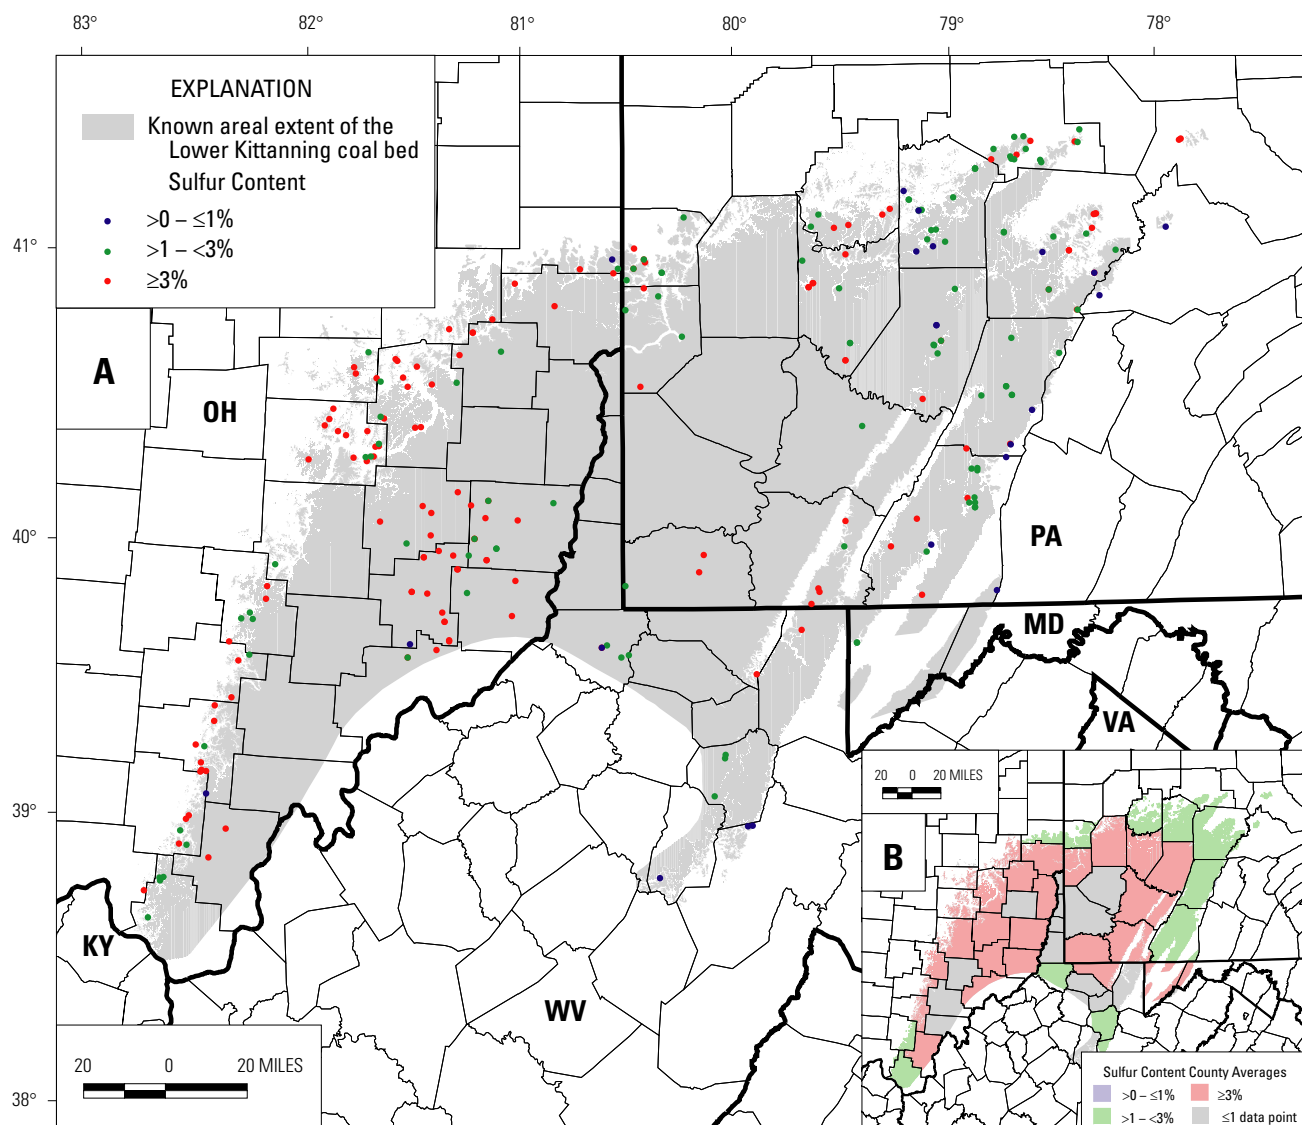 83° 82° 81° 80° 79° 78°
EXPLANATION
Known areal extent of the
Lower Kittanning coal bed
Sulfur Content
>0 – ≤1%
>1 – <3%
≥3%
41°
A
OH
40°
PA
MD
VA
39°
20 0 20 MILES
B
KY
WV
20 0 20 MILES
38°
Sulfur Content County Averages
>0 – ≤1% ≥3%
>1 – <3% ≤1 data point